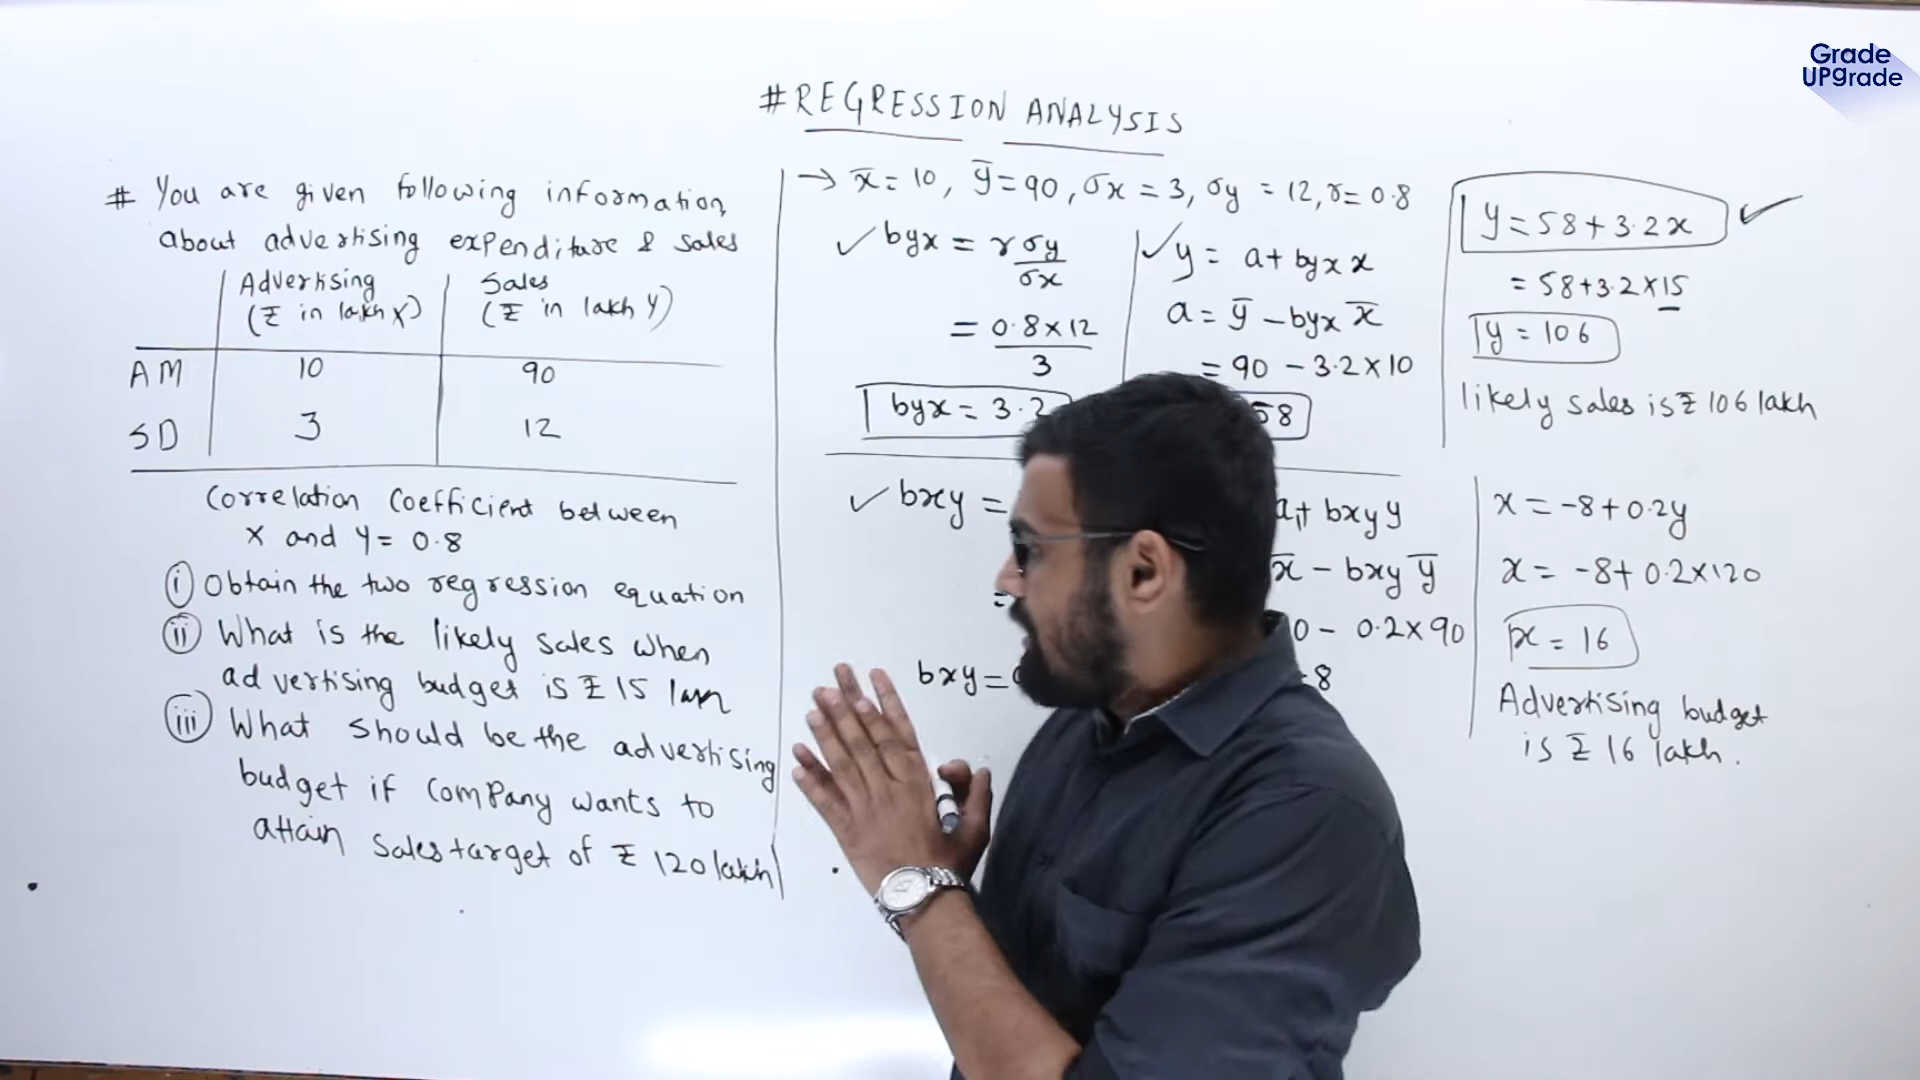 Grade
UPgrade
#REGRESSION ANALYSIS
# You are given following information
about advertising expenditure & sales
Advertising
(₹ in lakh X)
Sales
(₹ in lakh Y)
AM 10 90
SD 3 12
Correlation Coefficient between
X and Y= 0.8
(i) Obtain the two regression equation
(ii) What is the likely sales when
advertising budget is ₹ 15
(iii) What should be the advertising
budget if company wants to
attain sales target of ₹ 120 lakh
→ x̄ = 10, ȳ = 90, σx = 3, σy = 12, r = 0.8
✓ byx = r σy/σx
= 0.8×12/3
byx = 3.2
✓ y = a + byx x
a = ȳ - byx x̄
= 90 - 3.2×10
58
y = 58 + 3.2x ✓
= 58+3.2×15
y = 106
likely sales is ₹ 106 lakh
✓ bxy =
=
bxy =
a + bxy y
x̄ - bxy ȳ
0 - 0.2×90
-8
x = -8+0.2y
x = -8+ 0.2×120
x = 16
Advertising budget
is ₹ 16 lakh.